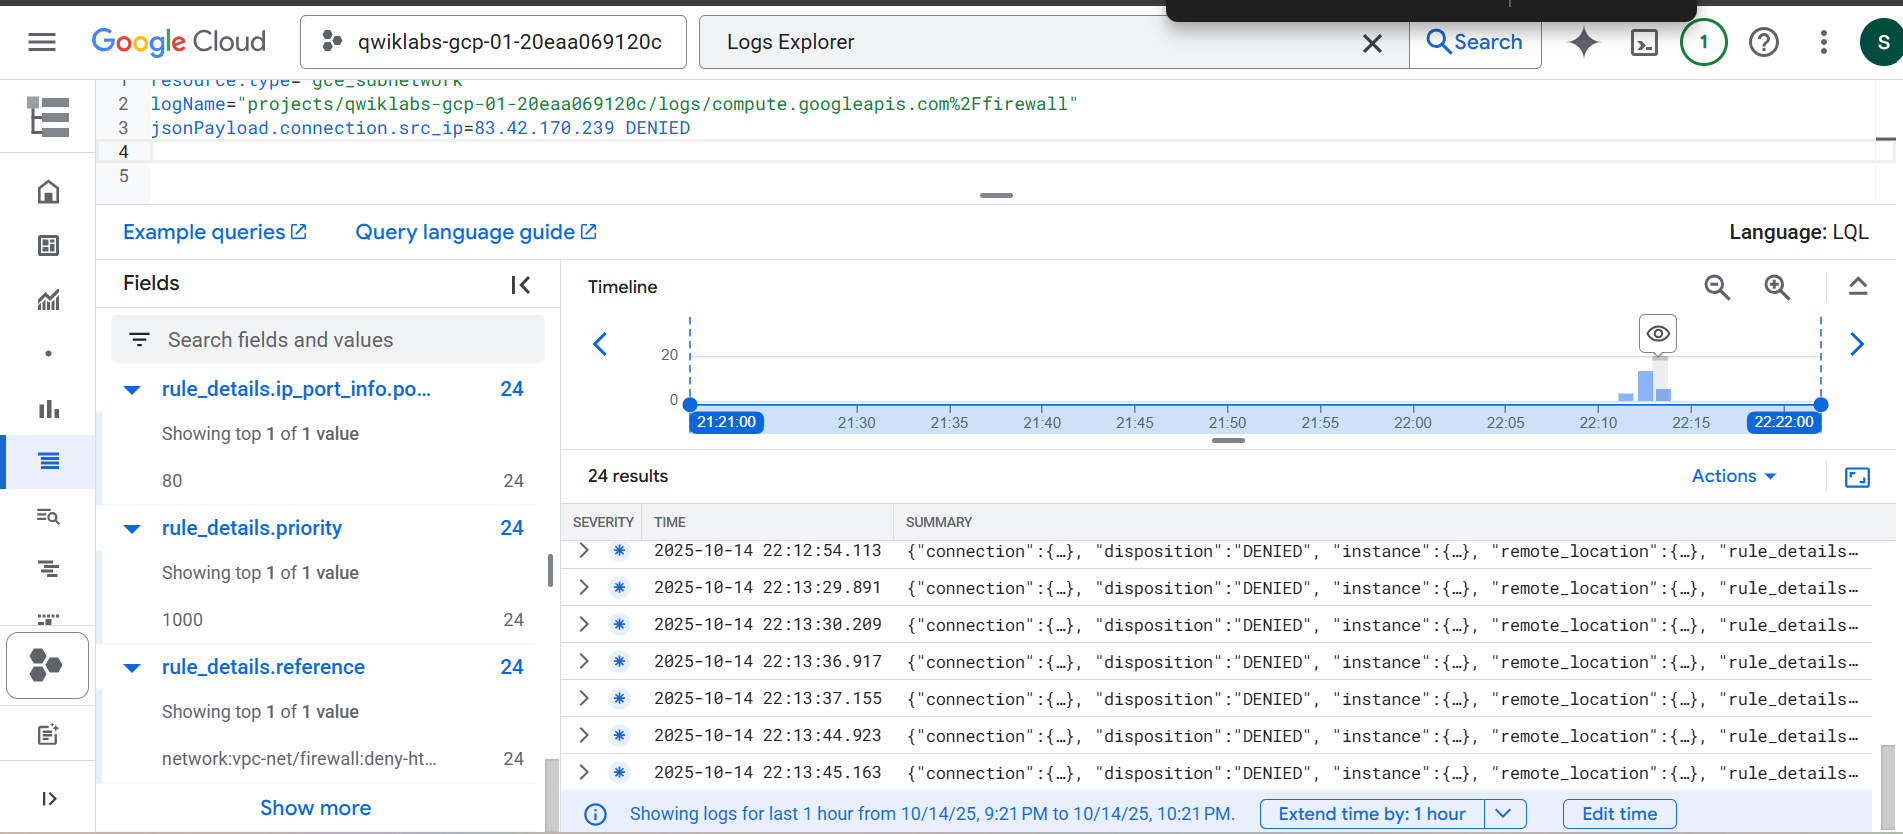 Google Cloud
qwiklabs-gcp-01-20eaa069120c
Logs Explorer
Search
1
S
1 resource.type="gce_subnetwork"
2 logName="projects/qwiklabs-gcp-01-20eaa069120c/logs/compute.googleapis.com%2Ffirewall"
3 jsonPayload.connection.src_ip=83.42.170.239 DENIED
4
5
Example queries
Query language guide
Language: LQL
Fields
Search fields and values
rule_details.ip_port_info.po... 24
Showing top 1 of 1 value
80 24
rule_details.priority 24
Showing top 1 of 1 value
1000 24
rule_details.reference 24
Showing top 1 of 1 value
network:vpc-net/firewall:deny-ht... 24
Show more
Timeline
20
0
21:21:00 21:30 21:35 21:40 21:45 21:50 21:55 22:00 22:05 22:10 22:15 22:22:00
24 results
Actions
SEVERITY TIME SUMMARY
2025-10-14 22:12:54.113 {"connection":{…}, "disposition":"DENIED", "instance":{…}, "remote_location":{…}, "rule_details…
2025-10-14 22:13:29.891 {"connection":{…}, "disposition":"DENIED", "instance":{…}, "remote_location":{…}, "rule_details…
2025-10-14 22:13:30.209 {"connection":{…}, "disposition":"DENIED", "instance":{…}, "remote_location":{…}, "rule_details…
2025-10-14 22:13:36.917 {"connection":{…}, "disposition":"DENIED", "instance":{…}, "remote_location":{…}, "rule_details…
2025-10-14 22:13:37.155 {"connection":{…}, "disposition":"DENIED", "instance":{…}, "remote_location":{…}, "rule_details…
2025-10-14 22:13:44.923 {"connection":{…}, "disposition":"DENIED", "instance":{…}, "remote_location":{…}, "rule_details…
2025-10-14 22:13:45.163 {"connection":{…}, "disposition":"DENIED", "instance":{…}, "remote_location":{…}, "rule_details…
Showing logs for last 1 hour from 10/14/25, 9:21 PM to 10/14/25, 10:21 PM.
Extend time by: 1 hour
Edit time